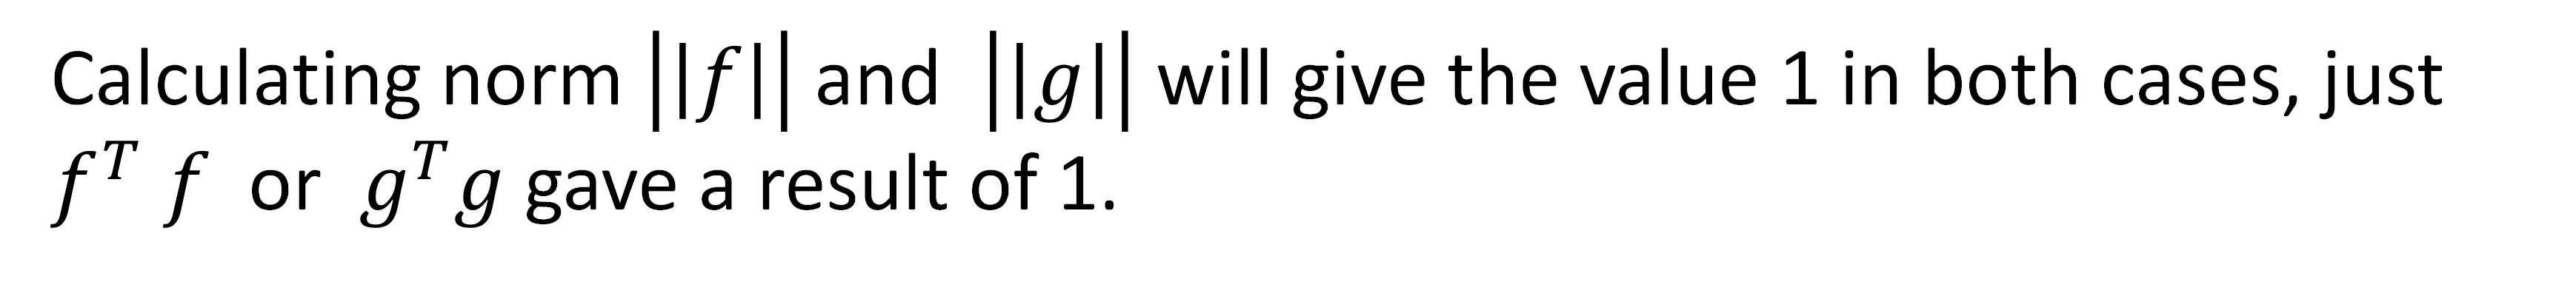 Calculating norm ||f|| and ||g|| will give the value 1 in both cases, just
f^T f or g^T g gave a result of 1.